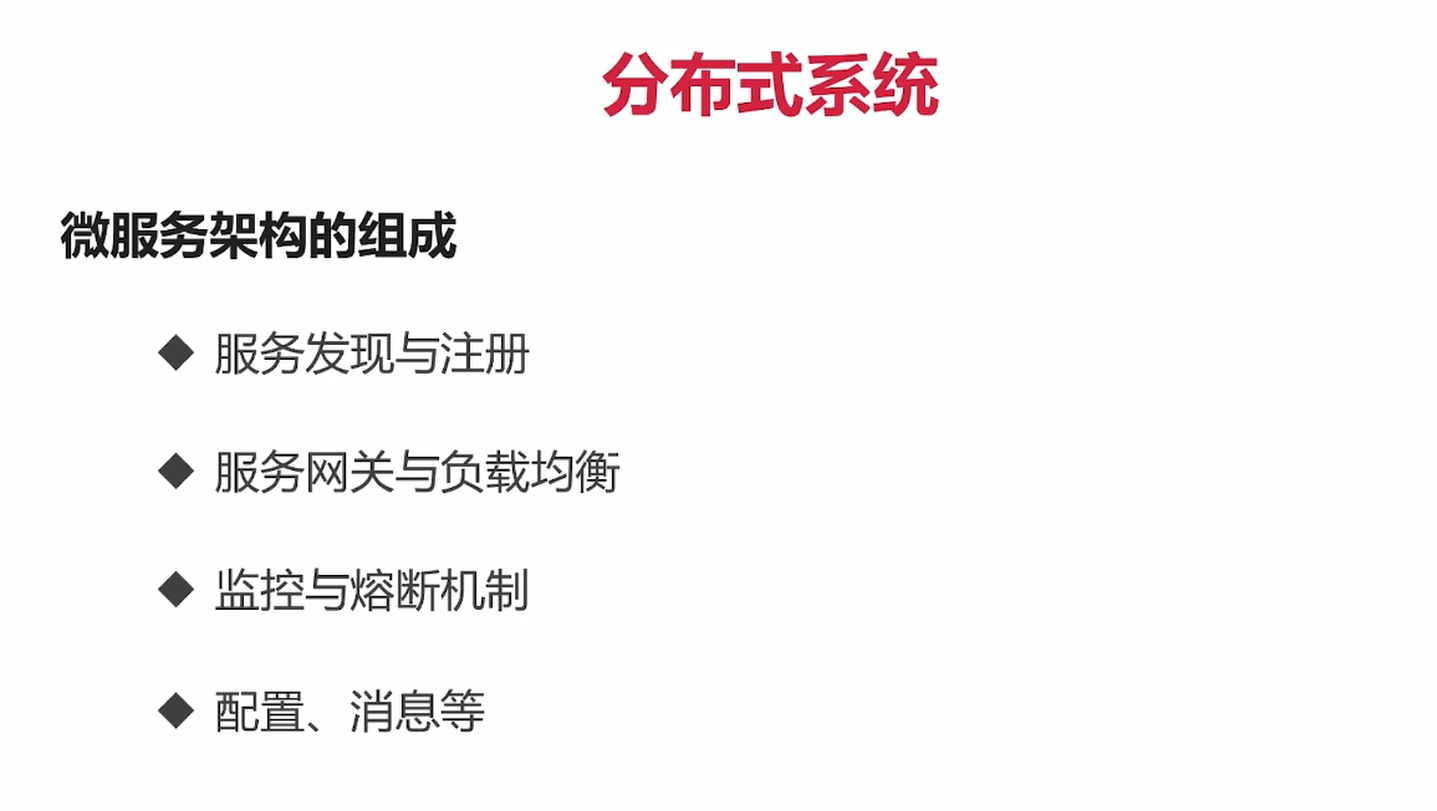 分布式系统
微服务架构的组成
◆ 服务发现与注册
◆ 服务网关与负载均衡
◆ 监控与熔断机制
◆ 配置、消息等